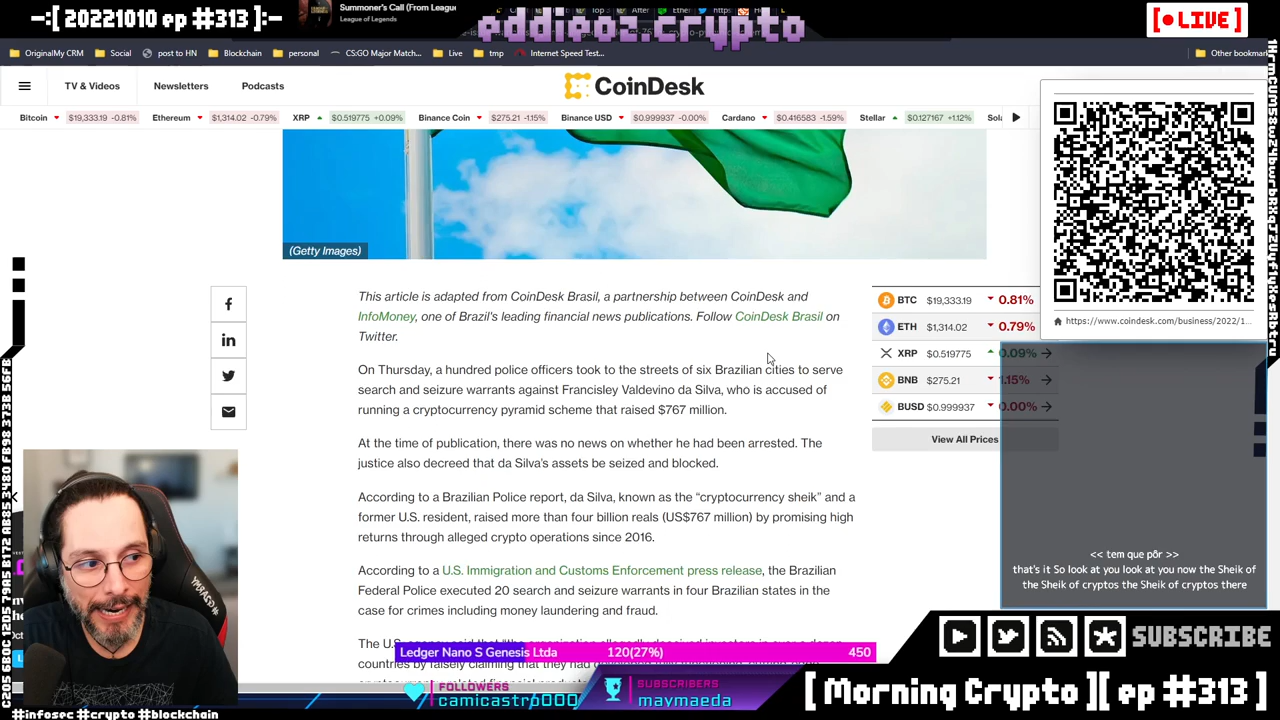 -:[ 20221010 ep #313 ]:-
Summoner's Call (From League
League of Legends
eddieoz.crypto
[ ● LIVE ]
OriginalMy CRM
Social
post to HN
Blockchain
personal
CS:GO Major Match...
Live
tmp
Internet Speed Test...
Other bookmar
TV & Videos
Newsletters
Podcasts
CoinDesk
Bitcoin $19,333.19 -0.81%
Ethereum $1,314.02 -0.79%
XRP $0.519775 +0.09%
Binance Coin $275.21 -1.15%
Binance USD $0.999937 -0.00%
Cardano $0.416583 -1.59%
Stellar $0.127167 +1.12%
Sol
(Getty Images)
https://www.coindesk.com/business/2022/1...
This article is adapted from CoinDesk Brasil, a partnership between CoinDesk and
InfoMoney, one of Brazil's leading financial news publications. Follow CoinDesk Brasil on
Twitter.
On Thursday, a hundred police officers took to the streets of six Brazilian cities to serve
search and seizure warrants against Francisley Valdevino da Silva, who is accused of
running a cryptocurrency pyramid scheme that raised $767 million.
At the time of publication, there was no news on whether he had been arrested. The
justice also decreed that da Silva's assets be seized and blocked.
According to a Brazilian Police report, da Silva, known as the “cryptocurrency sheik” and a
former U.S. resident, raised more than four billion reals (US$767 million) by promising high
returns through alleged crypto operations since 2016.
According to a U.S. Immigration and Customs Enforcement press release, the Brazilian
Federal Police executed 20 search and seizure warrants in four Brazilian states in the
case for crimes including money laundering and fraud.
BTC $19,333.19 0.81%
ETH $1,314.02 0.79%
XRP $0.519775 0.09%
BNB $275.21 1.15%
BUSD $0.999937 0.00%
View All Prices
<< tem que pôr >>
that's it So look at you look at you now the Sheik of
the Sheik of cryptos the Sheik of cryptos there
Ledger Nano S Genesis Ltda 120(27%) 450
FOLLOWERS
camicastrp000
SUBSCRIBERS
maymaeda
SUBSCRIBE
[ Morning Crypto ][ ep #313 ]
#infosec #crypto #blockchain